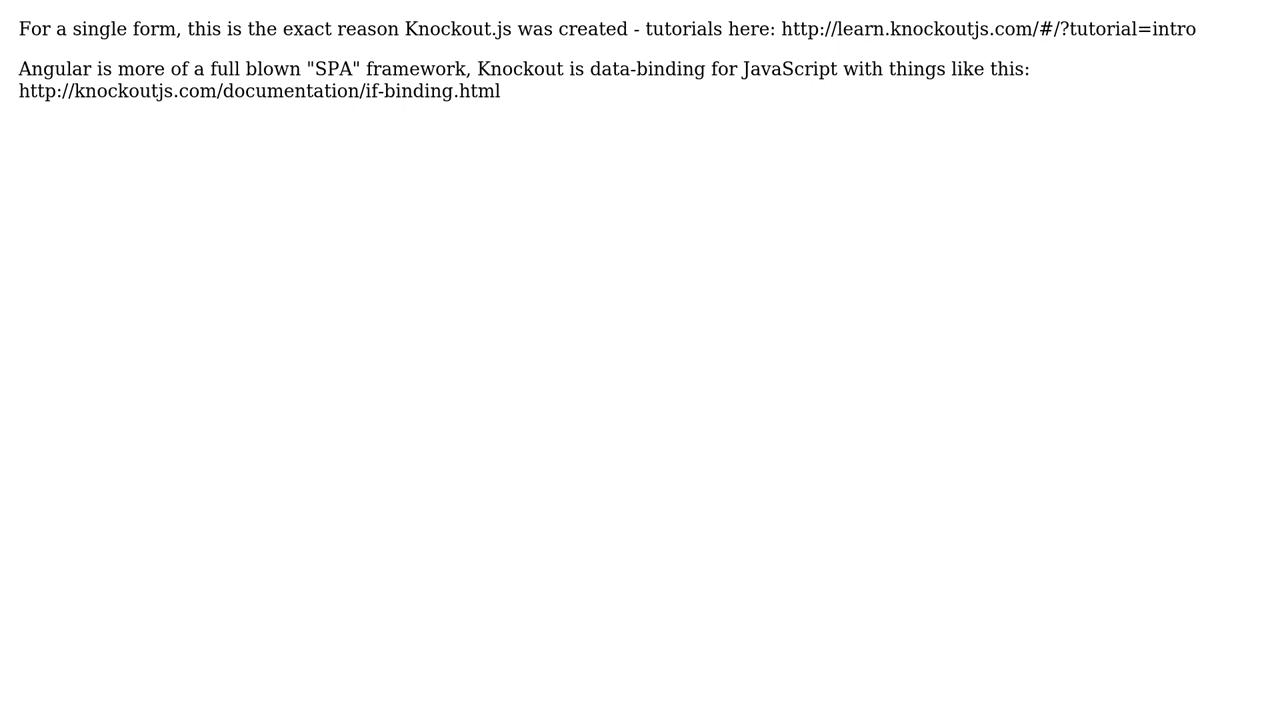 For a single form, this is the exact reason Knockout.js was created - tutorials here: http://learn.knockoutjs.com/#/?tutorial=intro
Angular is more of a full blown "SPA" framework, Knockout is data-binding for JavaScript with things like this:
http://knockoutjs.com/documentation/if-binding.html